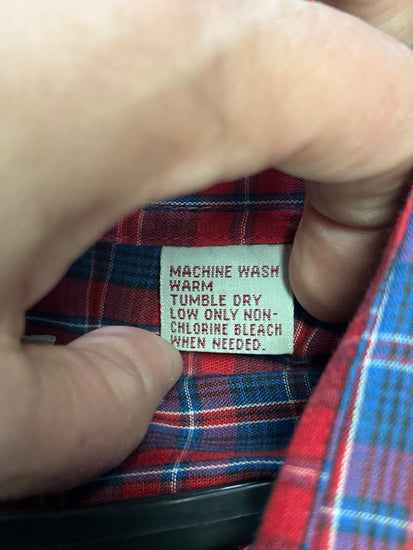 MACHINE WASH
WARM
TUMBLE DRY
LOW ONLY NON-
CHLORINE BLEACH
WHEN NEEDED.